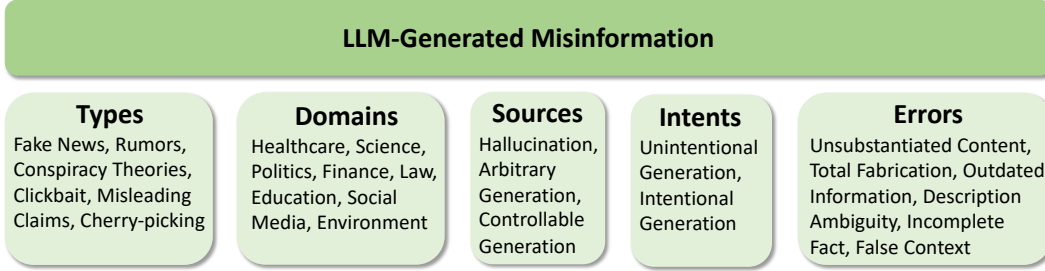 LLM-Generated Misinformation
Types
Fake News, Rumors,
Conspiracy Theories,
Clickbait, Misleading
Claims, Cherry-picking
Domains
Healthcare, Science,
Politics, Finance, Law,
Education, Social
Media, Environment
Sources
Hallucination,
Arbitrary
Generation,
Controllable
Generation
Intents
Unintentional
Generation,
Intentional
Generation
Errors
Unsubstantiated Content,
Total Fabrication, Outdated
Information, Description
Ambiguity, Incomplete
Fact, False Context